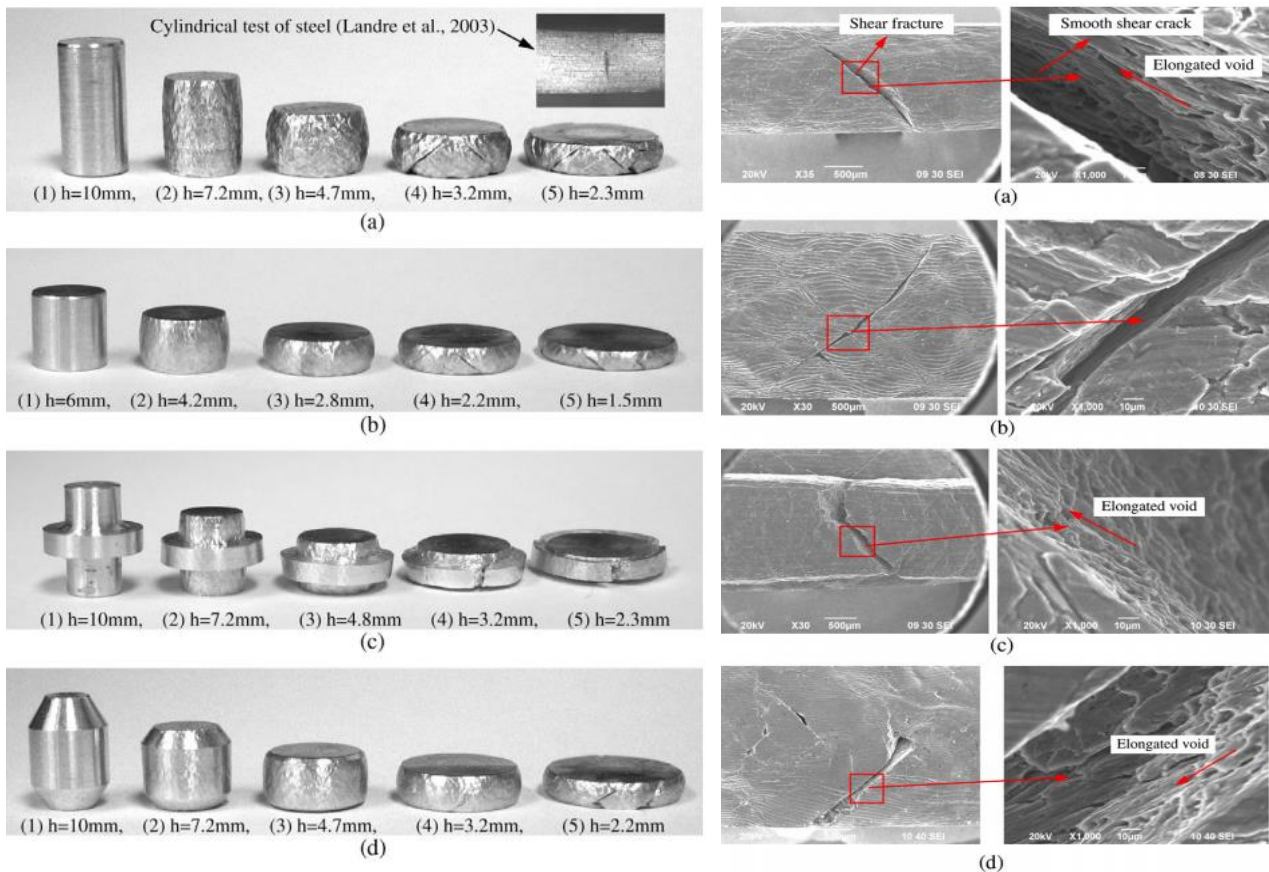 Cylindrical test of steel (Landre et al., 2003)
(1) h=10mm, (2) h=7.2mm, (3) h=4.7mm, (4) h=3.2mm, (5) h=2.3mm
(a)
(1) h=6mm, (2) h=4.2mm, (3) h=2.8mm, (4) h=2.2mm, (5) h=1.5mm
(b)
(1) h=10mm, (2) h=7.2mm, (3) h=4.8mm (4) h=3.2mm, (5) h=2.3mm
(c)
(1) h=10mm, (2) h=7.2mm, (3) h=4.7mm, (4) h=3.2mm, (5) h=2.2mm
(d)
Shear fracture
Smooth shear crack
Elongated void
20kV X35 500µm 09 30 SEI
20kV X1,000 08 30 SEI
(a)
20kV X30 500µm 09 30 SEI
20kV X1,000 10µm 10 30 SEI
(b)
Elongated void
20kV X30 500µm 09 30 SEI
20kV X1,000 10µm 10 30 SEI
(c)
Elongated void
20kV 10 40 SEI
20kV X1,000 10µm 10 40 SEI
(d)